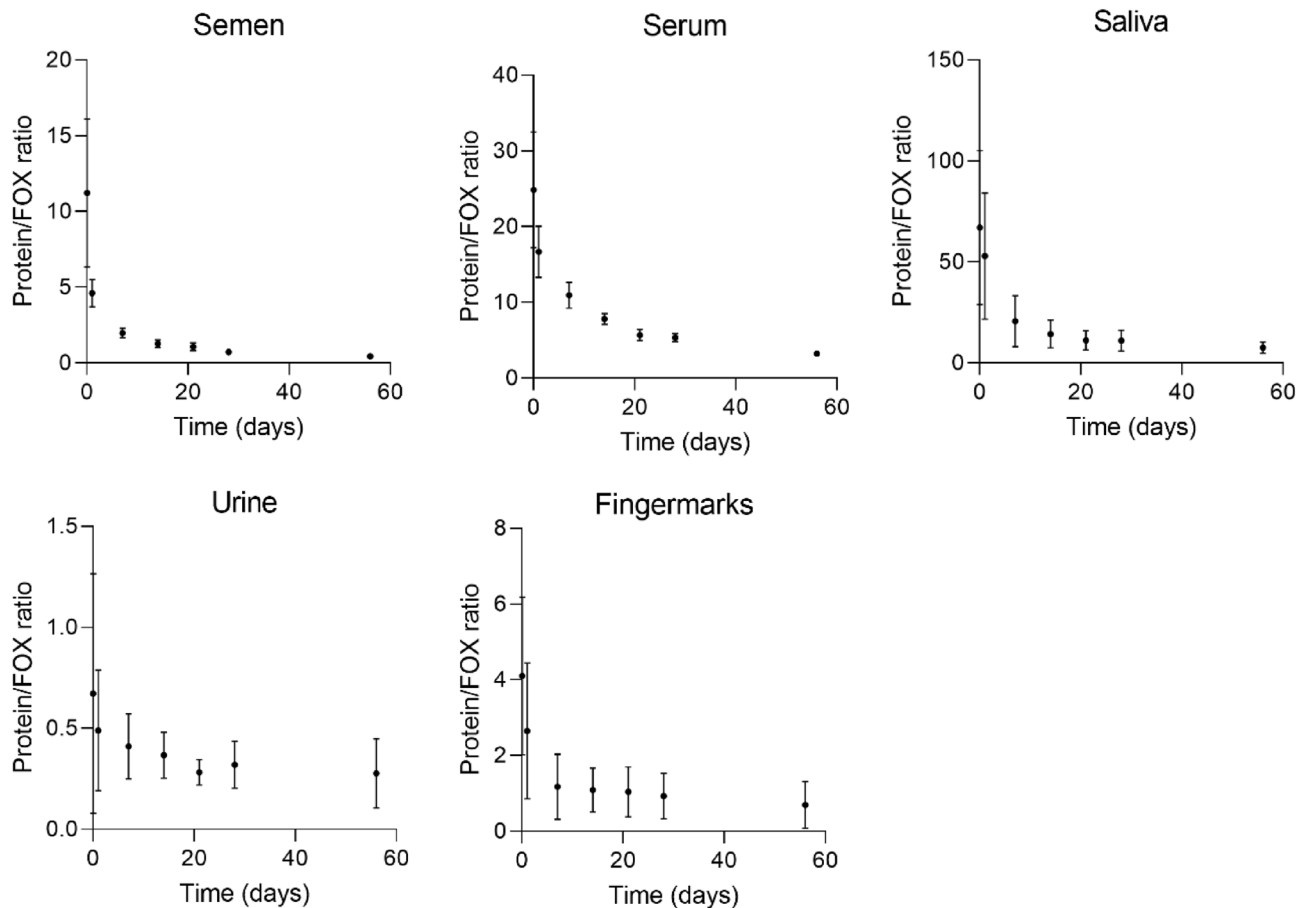 Semen
Protein/FOX ratio
20
15
10
5
0
0 20 40 60
Time (days)
Serum
Protein/FOX ratio
40
30
20
10
0
0 20 40 60
Time (days)
Saliva
Protein/FOX ratio
150
100
50
0
0 20 40 60
Time (days)
Urine
Protein/FOX ratio
1.5
1.0
0.5
0.0
0 20 40 60
Time (days)
Fingermarks
Protein/FOX ratio
8
6
4
2
0
0 20 40 60
Time (days)